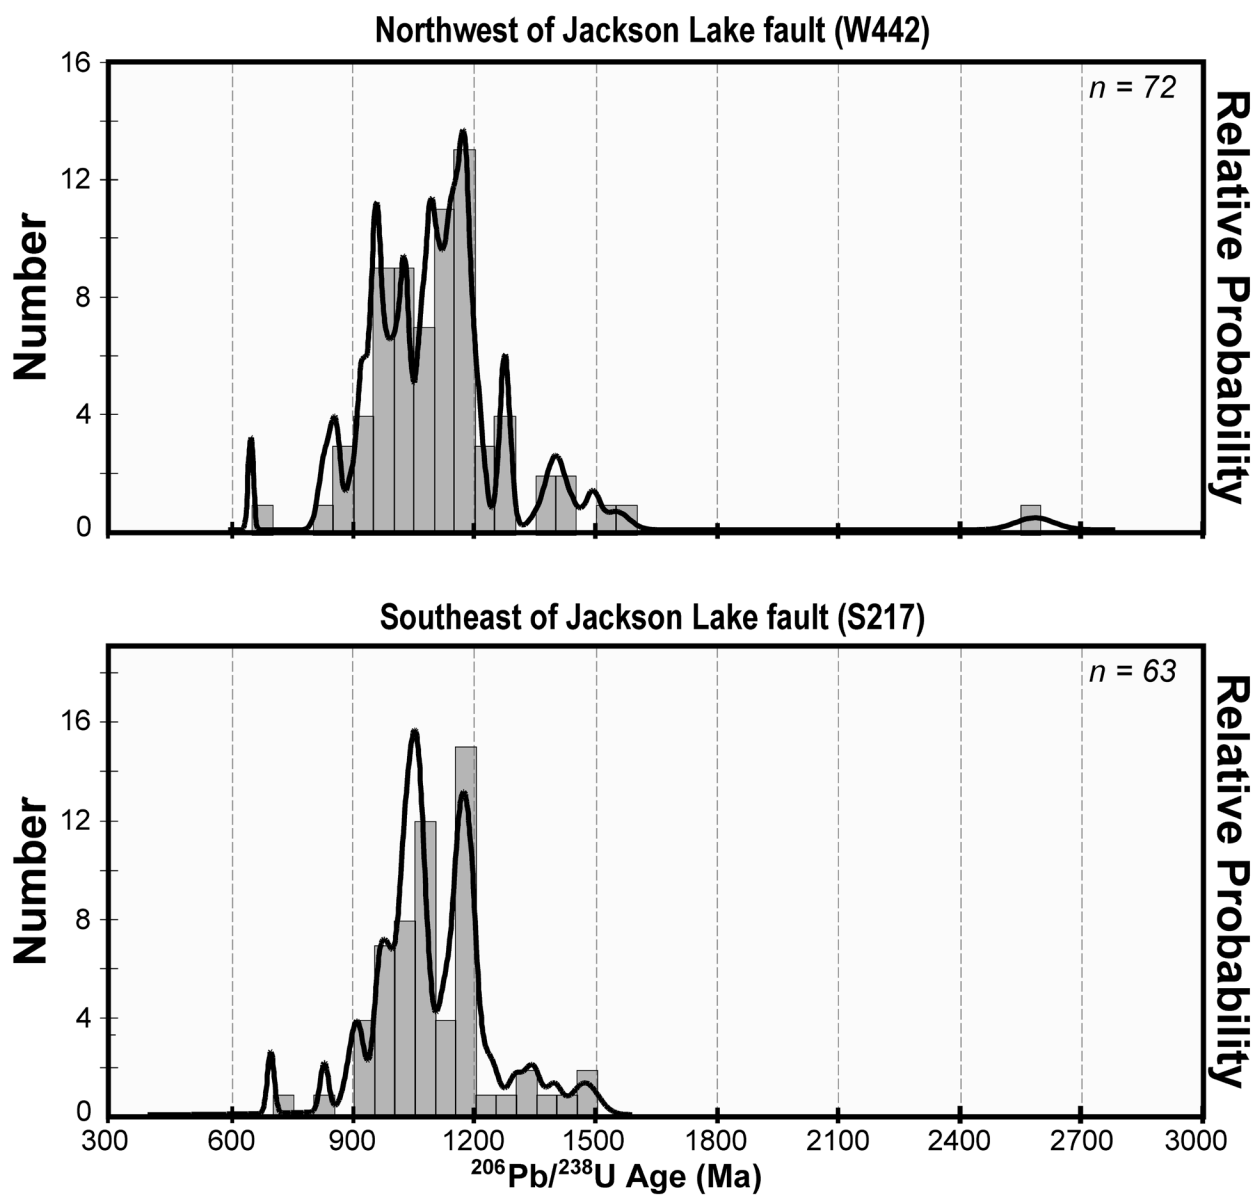 Northwest of Jackson Lake fault (W442)
16
12
8
4
0
Number
n = 72
Relative Probability
Southeast of Jackson Lake fault (S217)
16
12
8
4
0
Number
n = 63
Relative Probability
300 600 900 1200 1500 1800 2100 2400 2700 3000
²⁰⁶Pb/²³⁸U Age (Ma)